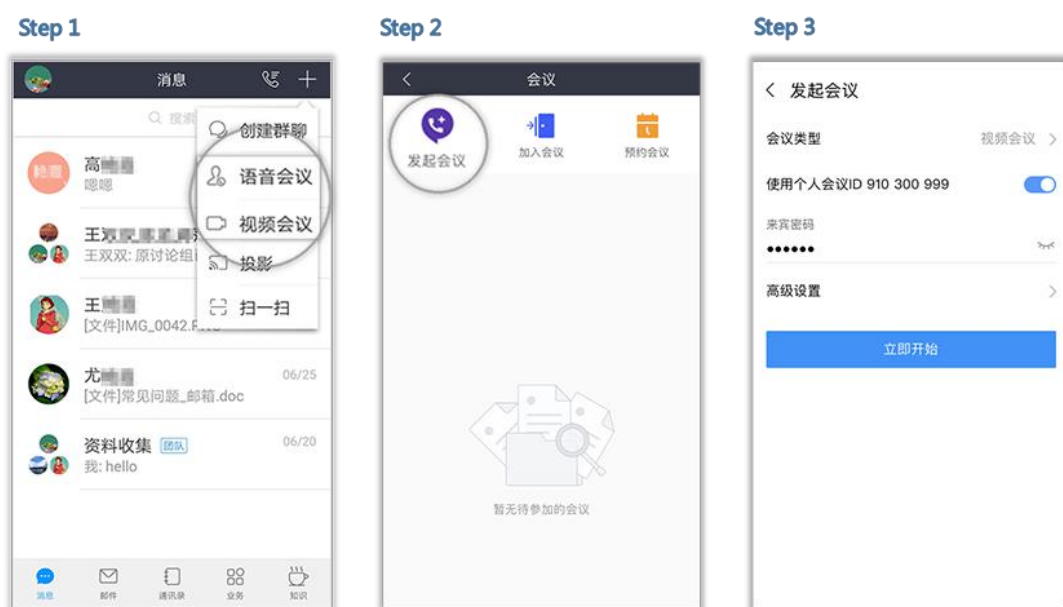 Step 1
消息
搜索
创建群聊
语音会议
视频会议
投影
扫一扫
高
嗯嗯
王
王双双: 原讨论组
王
[文件]IMG_0042.P
尤
06/25
[文件]常见问题_邮箱.doc
资料收集 团队
06/20
我: hello
消息 邮件 通讯录 业务 知识
Step 2
会议
发起会议 加入会议 预约会议
暂无待参加的会议
Step 3
发起会议
会议类型 视频会议
使用个人会议ID 910 300 999
来宾密码
高级设置
立即开始